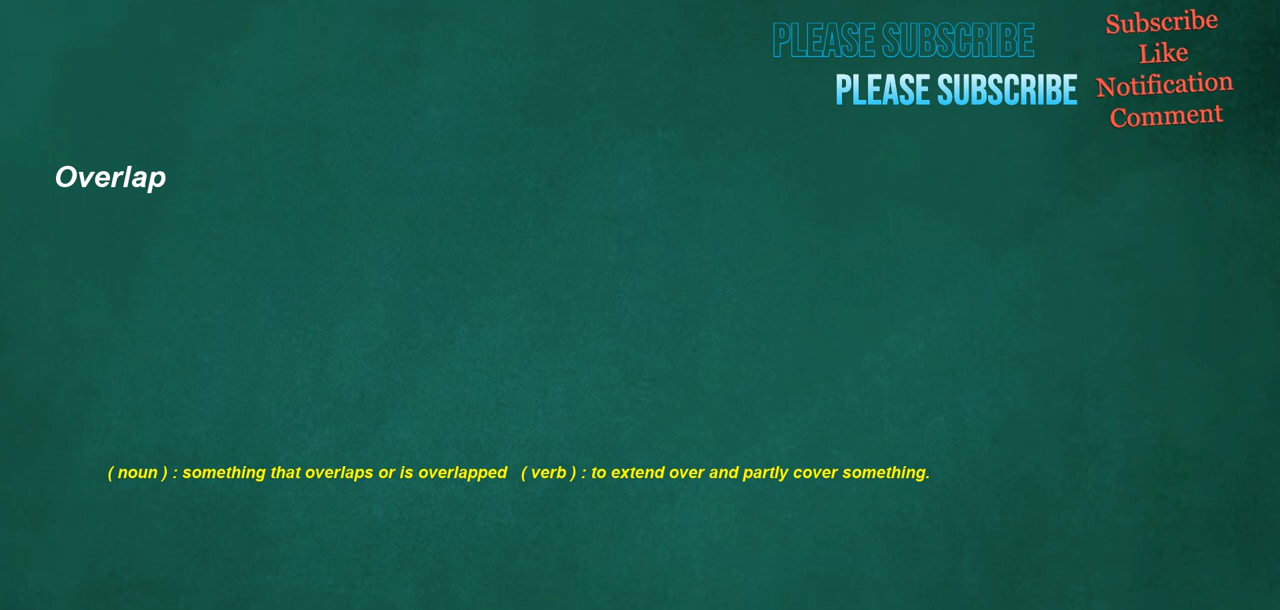 PLEASE SUBSCRIBE
PLEASE SUBSCRIBE
Subscribe
Like
Notification
Comment
Overlap
( noun ) : something that overlaps or is overlapped ( verb ) : to extend over and partly cover something.